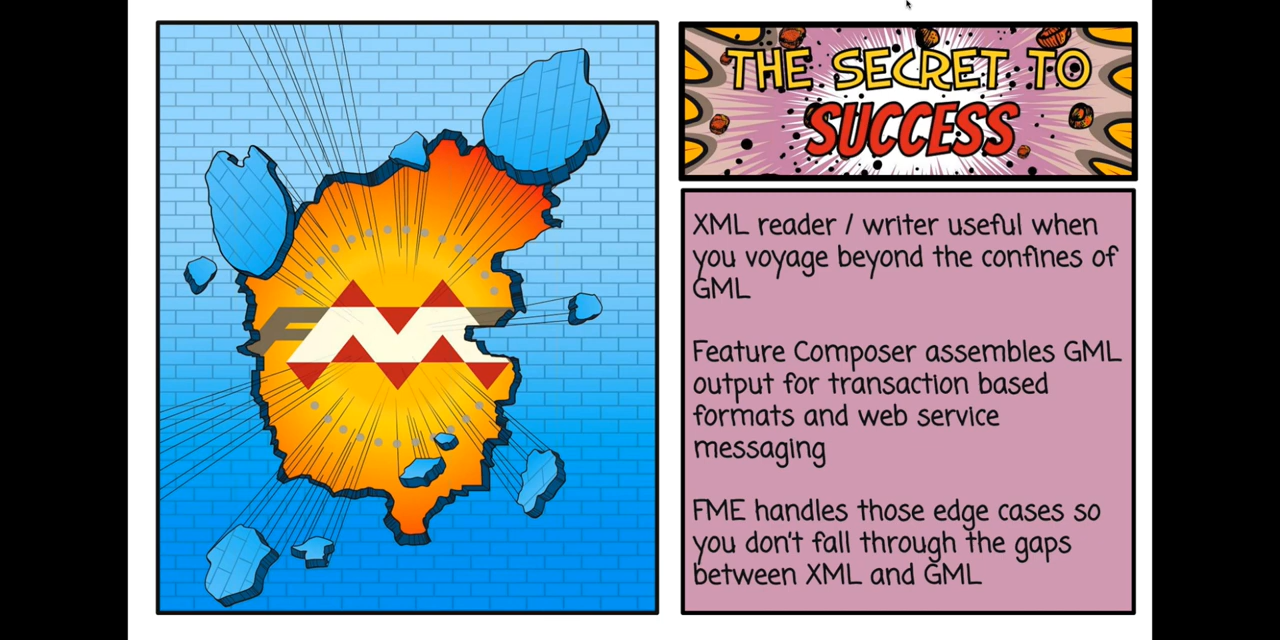 THE SECRET TO
SUCCESS
XML reader / writer useful when
you voyage beyond the confines of
GML
Feature Composer assembles GML
output for transaction based
formats and web service
messaging
FME handles those edge cases so
you don't fall through the gaps
between XML and GML